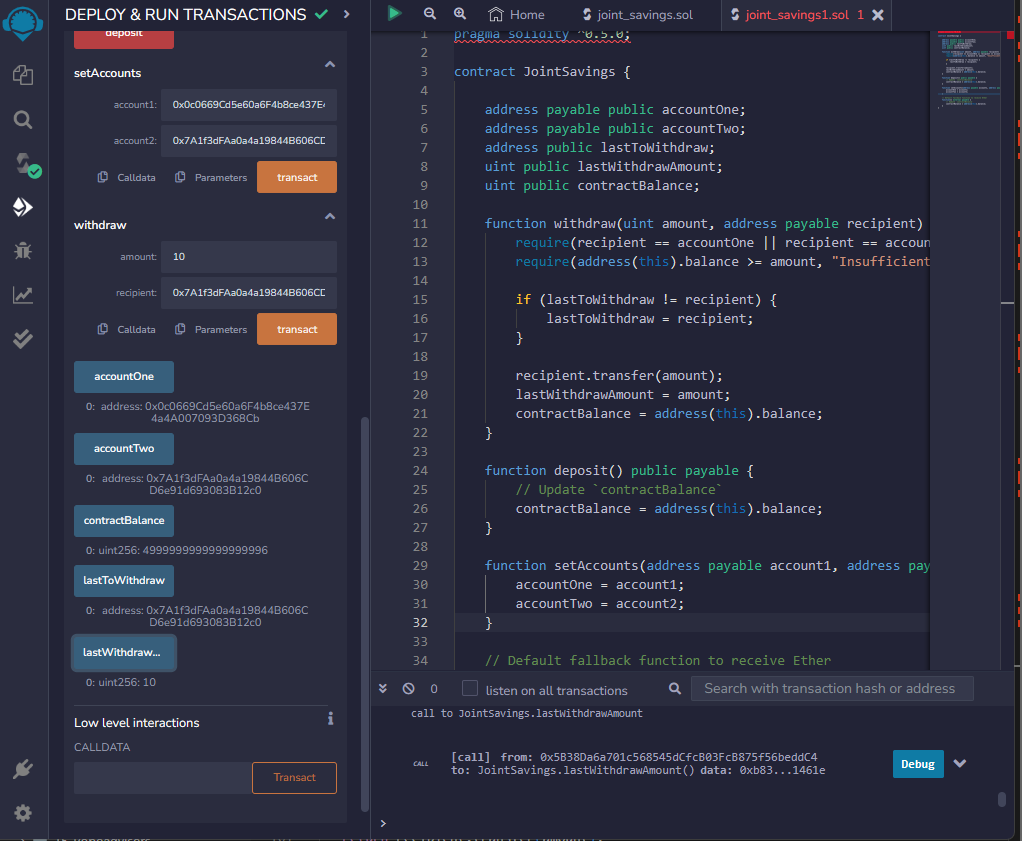 DEPLOY & RUN TRANSACTIONS
deposit
setAccounts
account1: 0x0c0669Cd5e60a6F4b8ce437E
account2: 0x7A1f3dFAa0a4a19844B606CD
Calldata Parameters transact
withdraw
amount: 10
recipient: 0x7A1f3dFAa0a4a19844B606CD
Calldata Parameters transact
accountOne
0: address: 0x0c0669Cd5e60a6F4b8ce437E
4a4A007093D368Cb
accountTwo
0: address: 0x7A1f3dFAa0a4a19844B606C
D6e91d693083B12c0
contractBalance
0: uint256: 4999999999999999996
lastToWithdraw
0: address: 0x7A1f3dFAa0a4a19844B606C
D6e91d693083B12c0
lastWithdraw...
0: uint256: 10
Low level interactions
CALLDATA
Transact
Home joint_savings.sol joint_savings1.sol 1
1 pragma solidity ^0.5.0;
2
3 contract JointSavings {
4
5 address payable public accountOne;
6 address payable public accountTwo;
7 address public lastToWithdraw;
8 uint public lastWithdrawAmount;
9 uint public contractBalance;
10
11 function withdraw(uint amount, address payable recipient)
12 require(recipient == accountOne || recipient == accoun
13 require(address(this).balance >= amount, "Insufficient
14
15 if (lastToWithdraw != recipient) {
16 lastToWithdraw = recipient;
17 }
18
19 recipient.transfer(amount);
20 lastWithdrawAmount = amount;
21 contractBalance = address(this).balance;
22 }
23
24 function deposit() public payable {
25 // Update `contractBalance`
26 contractBalance = address(this).balance;
27 }
28
29 function setAccounts(address payable account1, address pay
30 accountOne = account1;
31 accountTwo = account2;
32 }
33
34 // Default fallback function to receive Ether
0 listen on all transactions Search with transaction hash or address
call to JointSavings.lastWithdrawAmount
CALL [call] from: 0x5B38Da6a701c568545dCfcB03FcB875f56beddC4
to: JointSavings.lastWithdrawAmount() data: 0xb83...1461e
Debug
>